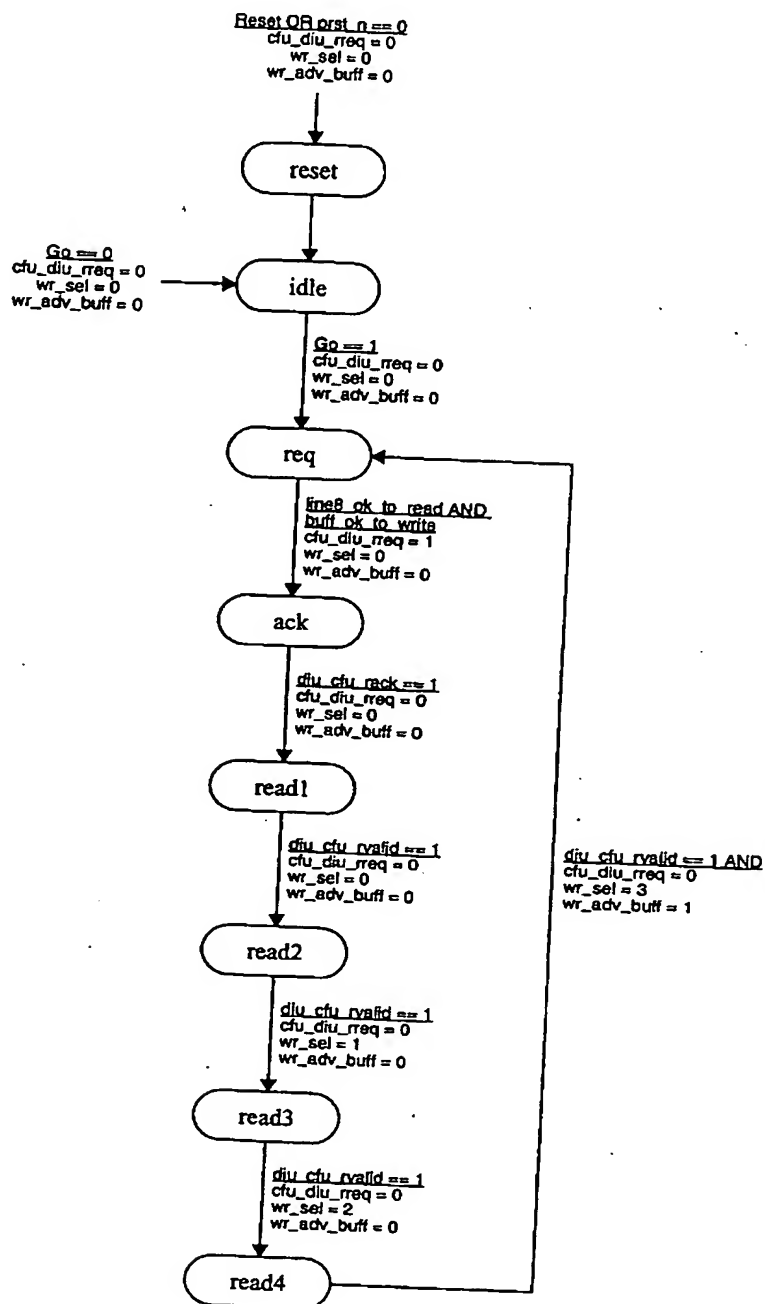 Reset OR prst_n == 0
cfu_diu_rreq = 0
wr_sel = 0
wr_adv_buff = 0
reset
Go == 0
cfu_diu_rreq = 0
wr_sel = 0
wr_adv_buff = 0
idle
Go == 1
cfu_diu_rreq = 0
wr_sel = 0
wr_adv_buff = 0
req
line8_ok_to_read AND
buff_ok_to_write
cfu_diu_rreq = 1
wr_sel = 0
wr_adv_buff = 0
ack
diu_cfu_rack == 1
cfu_diu_rreq = 0
wr_sel = 0
wr_adv_buff = 0
read1
diu_cfu_rvalid == 1
cfu_diu_rreq = 0
wr_sel = 0
wr_adv_buff = 0
diu_cfu_rvalid == 1 AND
cfu_diu_rreq = 0
wr_sel = 3
wr_adv_buff = 1
read2
diu_cfu_rvalid == 1
cfu_diu_rreq = 0
wr_sel = 1
wr_adv_buff = 0
read3
diu_cfu_rvalid == 1
cfu_diu_rreq = 0
wr_sel = 2
wr_adv_buff = 0
read4